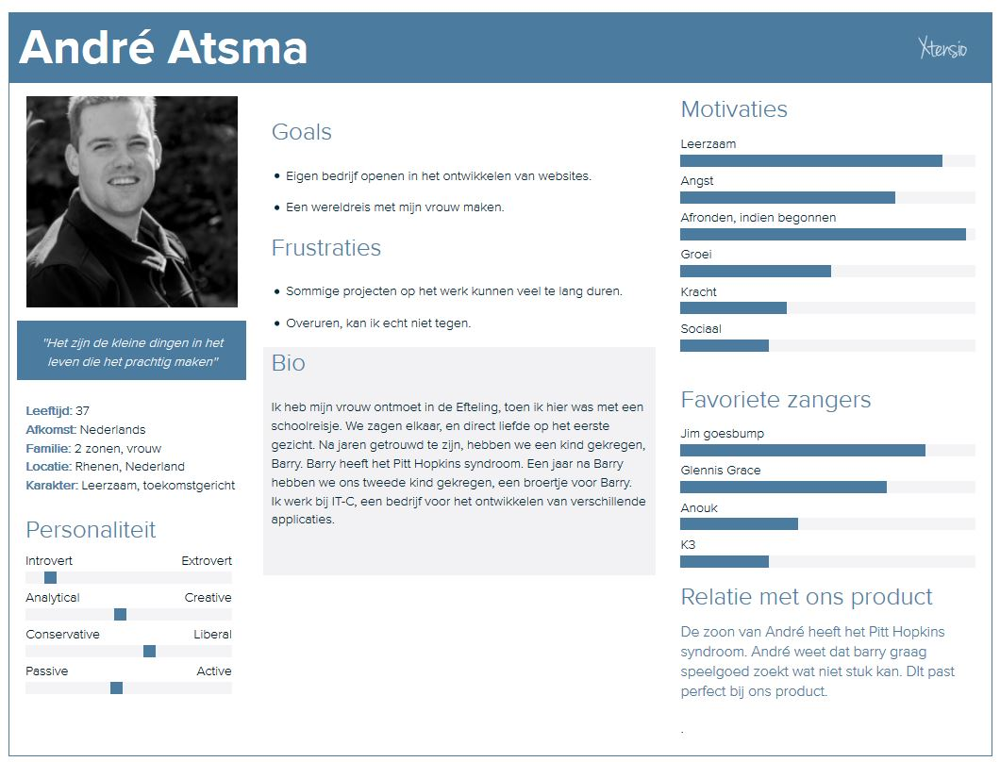 André Atsma
Xtensio
"Het zijn de kleine dingen in het
leven die het prachtig maken"
Leeftijd: 37
Afkomst: Nederlands
Familie: 2 zonen, vrouw
Locatie: Rhenen, Nederland
Karakter: Leerzaam, toekomstgericht
Personaliteit
Introvert Extrovert
Analytical Creative
Conservative Liberal
Passive Active
Goals
• Eigen bedrijf openen in het ontwikkelen van websites.
• Een wereldreis met mijn vrouw maken.
Frustraties
• Sommige projecten op het werk kunnen veel te lang duren.
• Overuren, kan ik echt niet tegen.
Bio
Ik heb mijn vrouw ontmoet in de Efteling, toen ik hier was met een
schoolreisje. We zagen elkaar, en direct liefde op het eerste
gezicht. Na jaren getrouwd te zijn, hebben we een kind gekregen,
Barry. Barry heeft het Pitt Hopkins syndroom. Een jaar na Barry
hebben we ons tweede kind gekregen, een broertje voor Barry.
Ik werk bij IT-C, een bedrijf voor het ontwikkelen van verschillende
applicaties.
Motivaties
Leerzaam
Angst
Afronden, indien begonnen
Groei
Kracht
Sociaal
Favoriete zangers
Jim goesbump
Glennis Grace
Anouk
K3
Relatie met ons product
De zoon van André heeft het Pitt Hopkins
syndroom. André weet dat barry graag
speelgoed zoekt wat niet stuk kan. DIt past
perfect bij ons product.
.